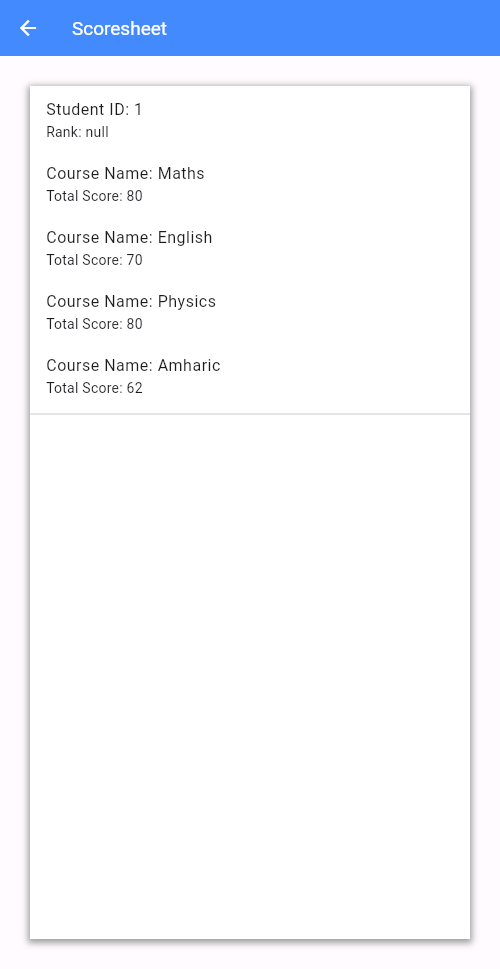 Scoresheet
Student ID: 1
Rank: null
Course Name: Maths
Total Score: 80
Course Name: English
Total Score: 70
Course Name: Physics
Total Score: 80
Course Name: Amharic
Total Score: 62